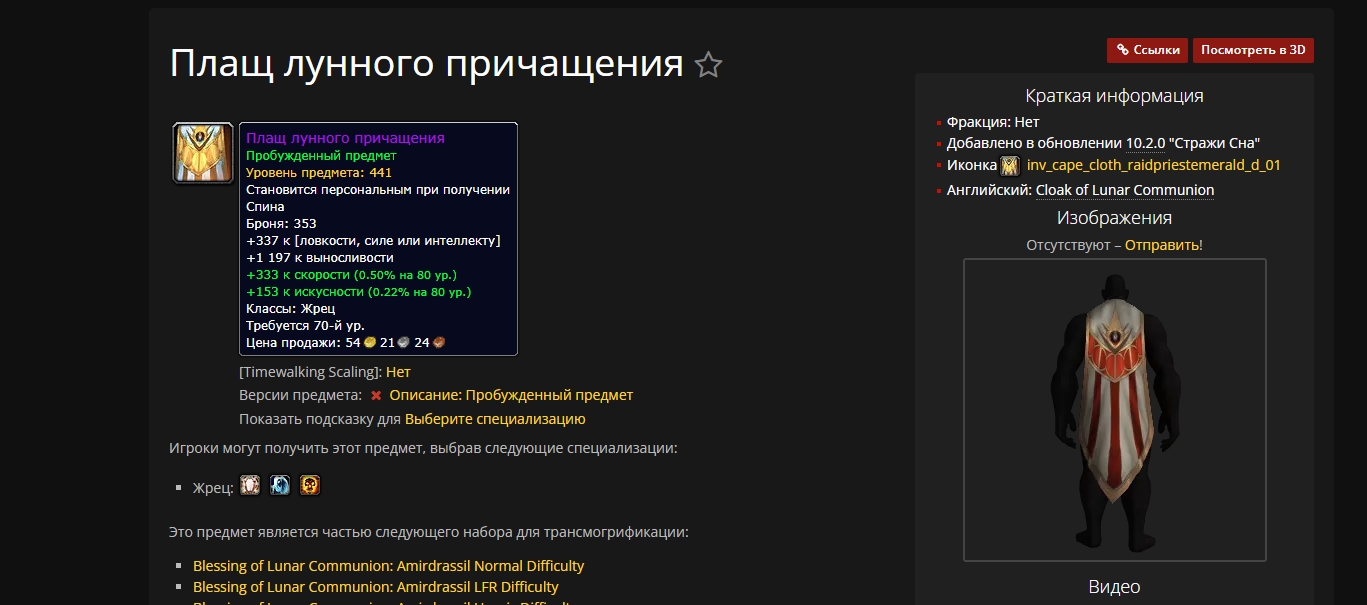 Плащ лунного причащения
Ссылки
Посмотреть в 3D
Плащ лунного причащения
Пробужденный предмет
Уровень предмета: 441
Становится персональным при получении
Спина
Броня: 353
+337 к [ловкости, силе или интеллекту]
+1 197 к выносливости
+333 к скорости (0.50% на 80 ур.)
+153 к искусности (0.22% на 80 ур.)
Классы: Жрец
Требуется 70-й ур.
Цена продажи: 54 21 24
[Timewalking Scaling]: Нет
Версии предмета: Описание: Пробужденный предмет
Показать подсказку для Выберите специализацию
Игроки могут получить этот предмет, выбрав следующие специализации:
Жрец:
Это предмет является частью следующего набора для трансмогрификации:
Blessing of Lunar Communion: Amirdrassil Normal Difficulty
Blessing of Lunar Communion: Amirdrassil LFR Difficulty
Краткая информация
Фракция: Нет
Добавлено в обновлении 10.2.0 "Стражи Сна"
Иконка inv_cape_cloth_raidpriestemerald_d_01
Английский: Cloak of Lunar Communion
Изображения
Отсутствуют – Отправить!
Видео